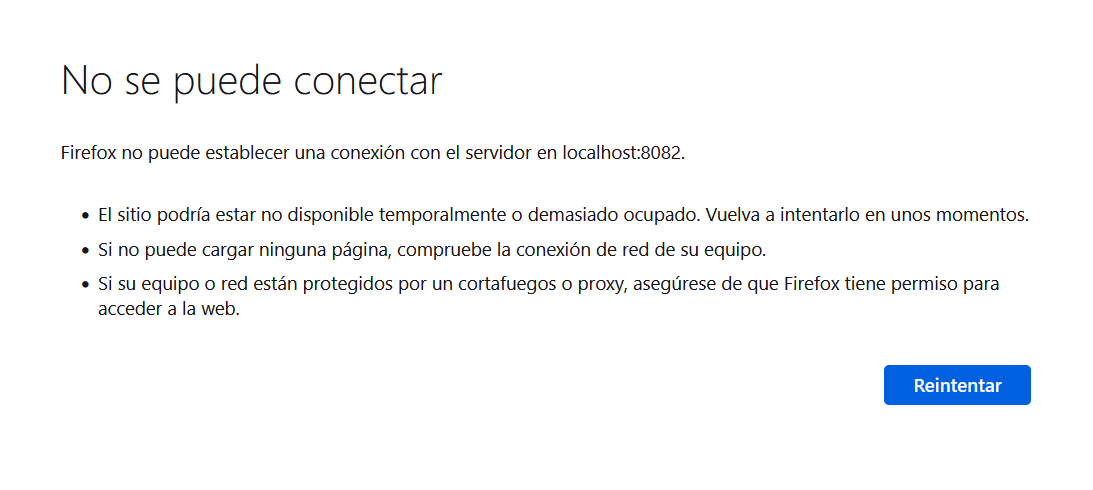 No se puede conectar
Firefox no puede establecer una conexión con el servidor en localhost:8082.
• El sitio podría estar no disponible temporalmente o demasiado ocupado. Vuelva a intentarlo en unos momentos.
• Si no puede cargar ninguna página, compruebe la conexión de red de su equipo.
• Si su equipo o red están protegidos por un cortafuegos o proxy, asegúrese de que Firefox tiene permiso para
acceder a la web.
Reintentar